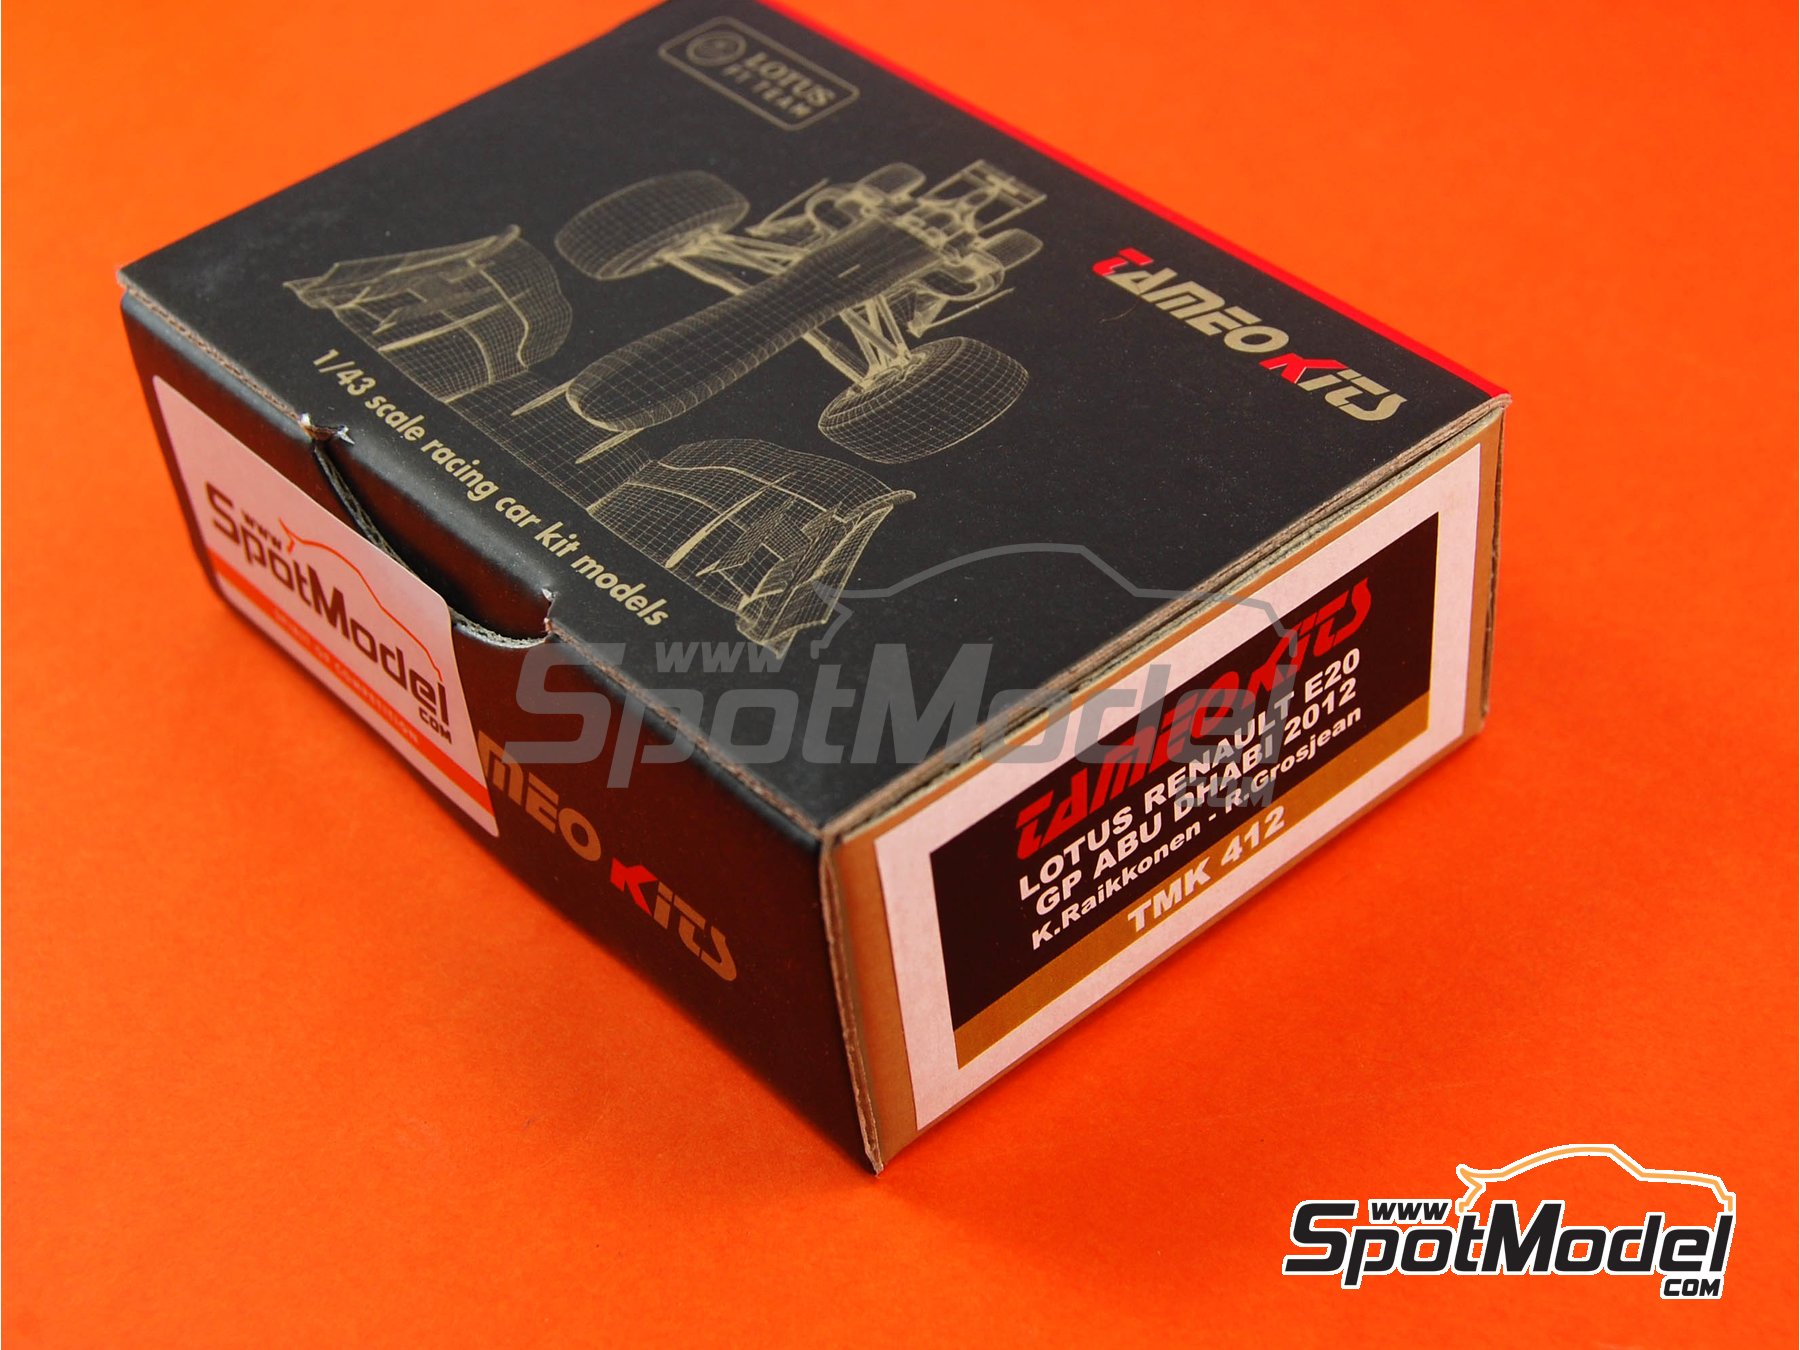 LOTUS
F1 TEAM
TAMEO KITS
1/43 scale racing car kit models
www
SpotModel
.COM
MEO KITS
TAMEO KITS
LOTUS RENAULT E20
GP ABU DHABI 2012
K.Raikkonen - R.Grosjean
TMK 412
www
SpotModel
.COM
www
SpotModel
.COM